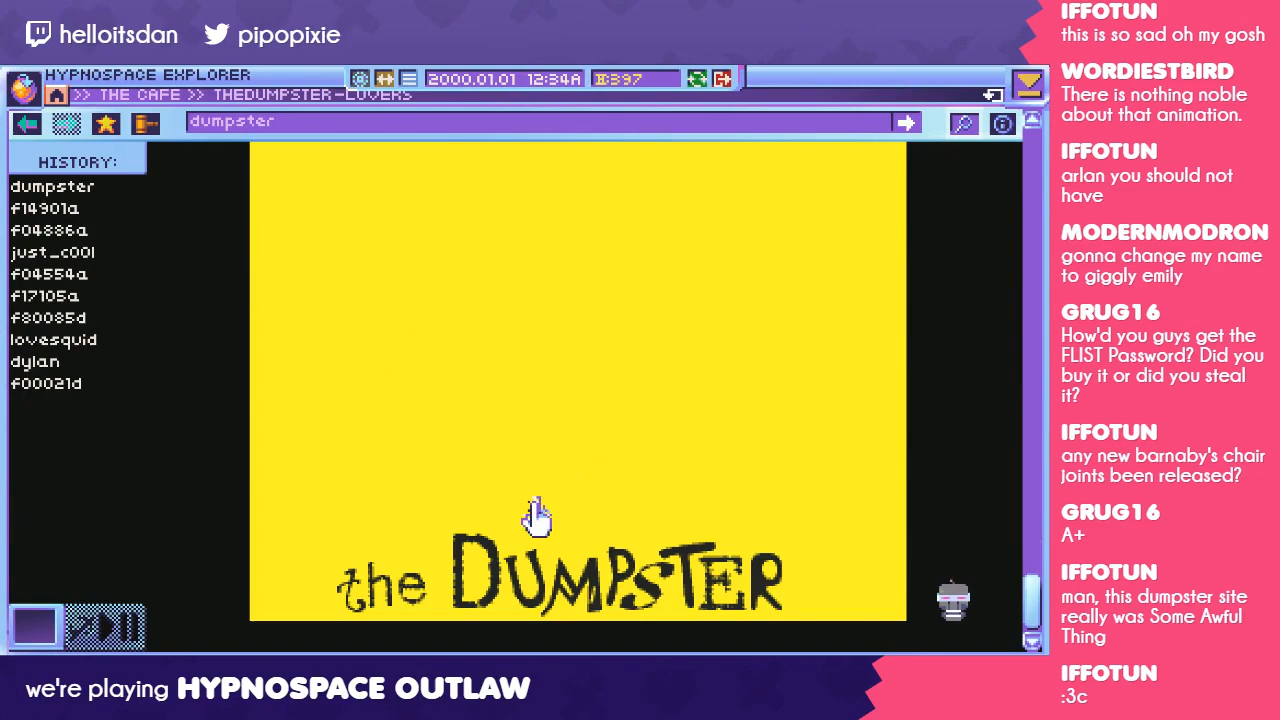 helloitsdan pipopixie
HYPNOSPACE EXPLORER
2000.01.01 12:34A
397
>> THE CAFE >> THEDUMPSTER-LOVERS
dumpster
HISTORY:
dumpster
f14901a
f04886a
just_c00l
f04554a
f17105a
f80085d
lovesquid
dylan
f00021d
the DUMPSTER
we're playing HYPNOSPACE OUTLAW
IFFOTUN
this is so sad oh my gosh
WORDIESTBIRD
There is nothing noble
about that animation.
IFFOTUN
arlan you should not
have
MODERNMODRON
gonna change my name
to giggly emily
GRUG16
How'd you guys get the
FLIST Password? Did you
buy it or did you steal
it?
IFFOTUN
any new barnaby's chair
joints been released?
GRUG16
A+
IFFOTUN
man, this dumpster site
really was Some Awful
Thing
IFFOTUN
:3c